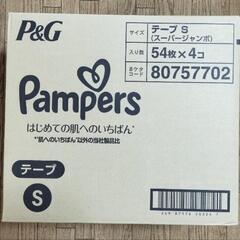 P&G
Pampers
はじめての肌へのいちばん*
*"肌へのいちばん"以外の当社製品比
テープ
S
サイズ
テープ S
(スーパージャンボ)
入り数
54枚×4コ
80757702